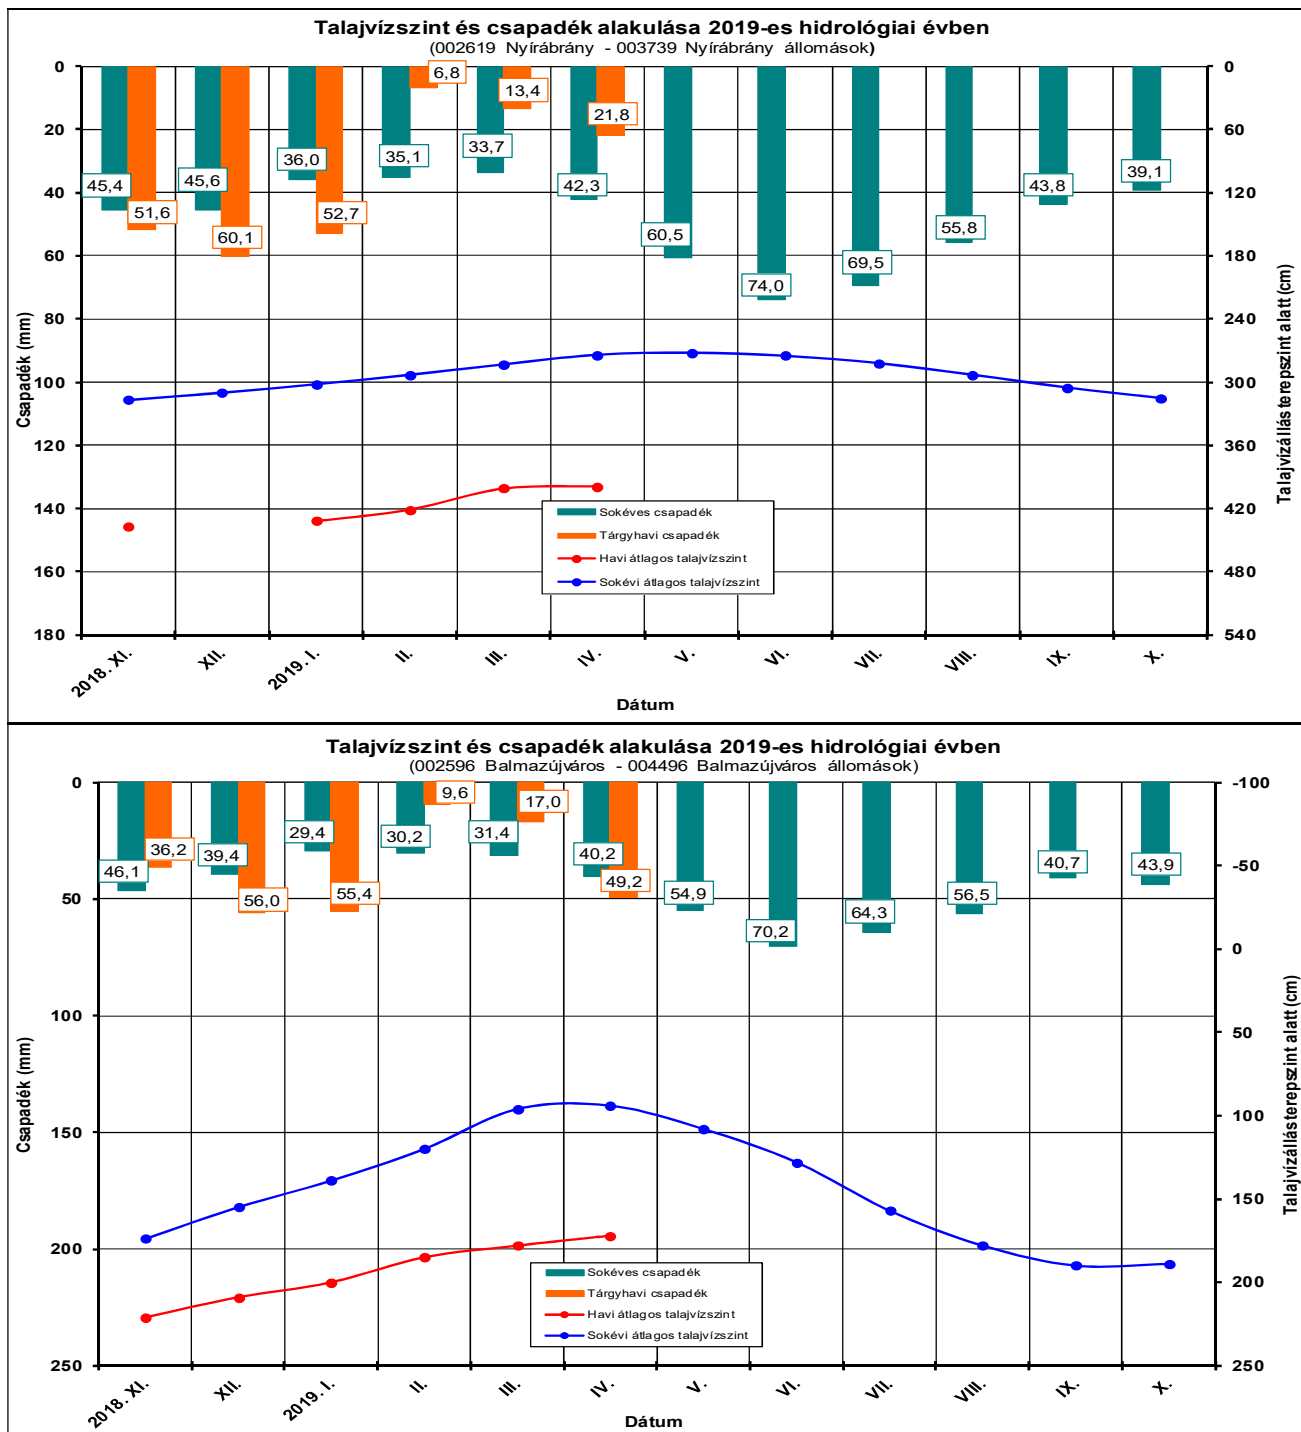 Talajvízszint és csapadék alakulása 2019-es hidrológiai évben
(002619 Nyírábrány - 003739 Nyírábrány állomások)
0
20
40
60
80
100
120
140
160
180
Csapadék (mm)
45,4
51,6
45,6
60,1
36,0
52,7
35,1
6,8
33,7
13,4
42,3
21,8
60,5
74,0
69,5
55,8
43,8
39,1
0
60
120
180
240
300
360
420
480
540
Talajvízállás terepszint alatt (cm)
Sokéves csapadék
Tárgyhavi csapadék
Havi átlagos talajvízszint
Sokévi átlagos talajvízszint
2018. XI.
XII.
2019. I.
II.
III.
IV.
V.
VI.
VII.
VIII.
IX.
X.
Dátum
Talajvízszint és csapadék alakulása 2019-es hidrológiai évben
(002596 Balmazújváros - 004496 Balmazújváros állomások)
0
50
100
150
200
250
Csapadék (mm)
46,1
36,2
39,4
56,0
29,4
55,4
30,2
9,6
31,4
17,0
40,2
49,2
54,9
70,2
64,3
56,5
40,7
43,9
-100
-50
0
50
100
150
200
250
Talajvízállás terepszint alatt (cm)
Sokéves csapadék
Tárgyhavi csapadék
Havi átlagos talajvízszint
Sokévi átlagos talajvízszint
2018. XI.
XII.
2019. I.
II.
III.
IV.
V.
VI.
VII.
VIII.
IX.
X.
Dátum